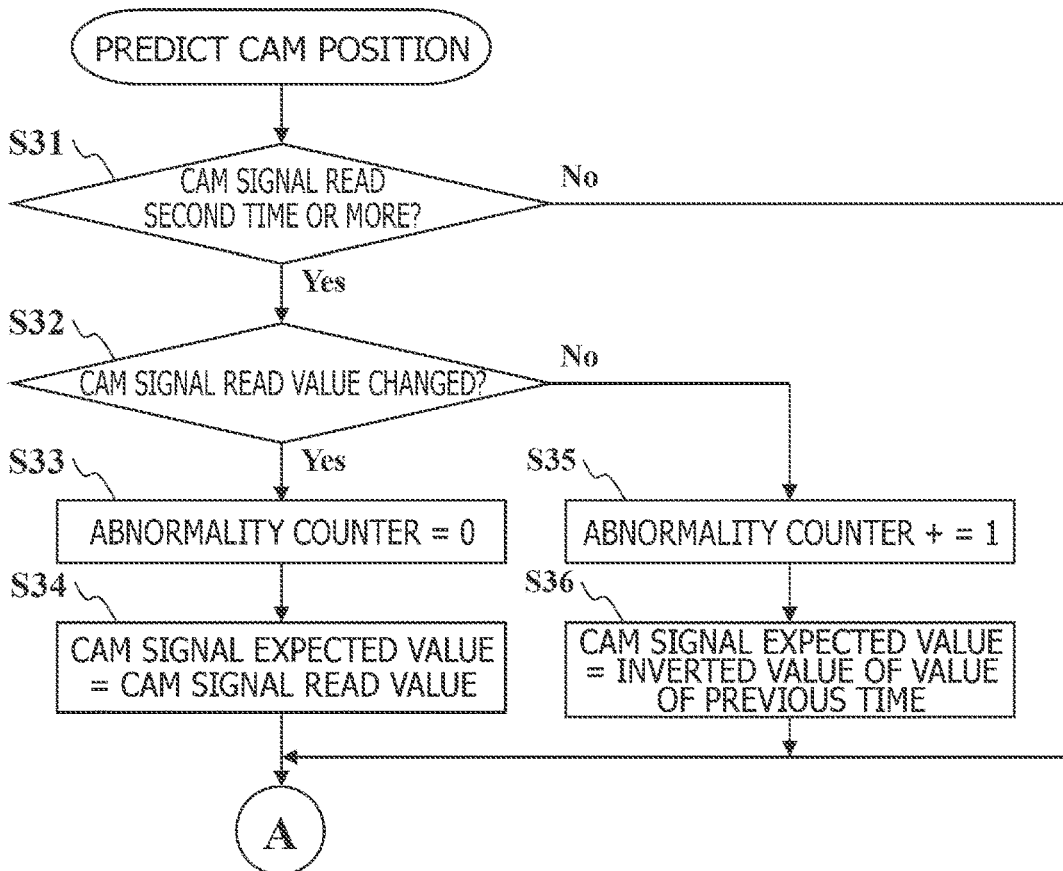 PREDICT CAM POSITION
S31
CAM SIGNAL READ
SECOND TIME OR MORE?
No
Yes
S32
CAM SIGNAL READ VALUE CHANGED?
No
Yes
S33
ABNORMALITY COUNTER = 0
S35
ABNORMALITY COUNTER + = 1
S34
CAM SIGNAL EXPECTED VALUE
= CAM SIGNAL READ VALUE
S36
CAM SIGNAL EXPECTED VALUE
= INVERTED VALUE OF VALUE
OF PREVIOUS TIME
A